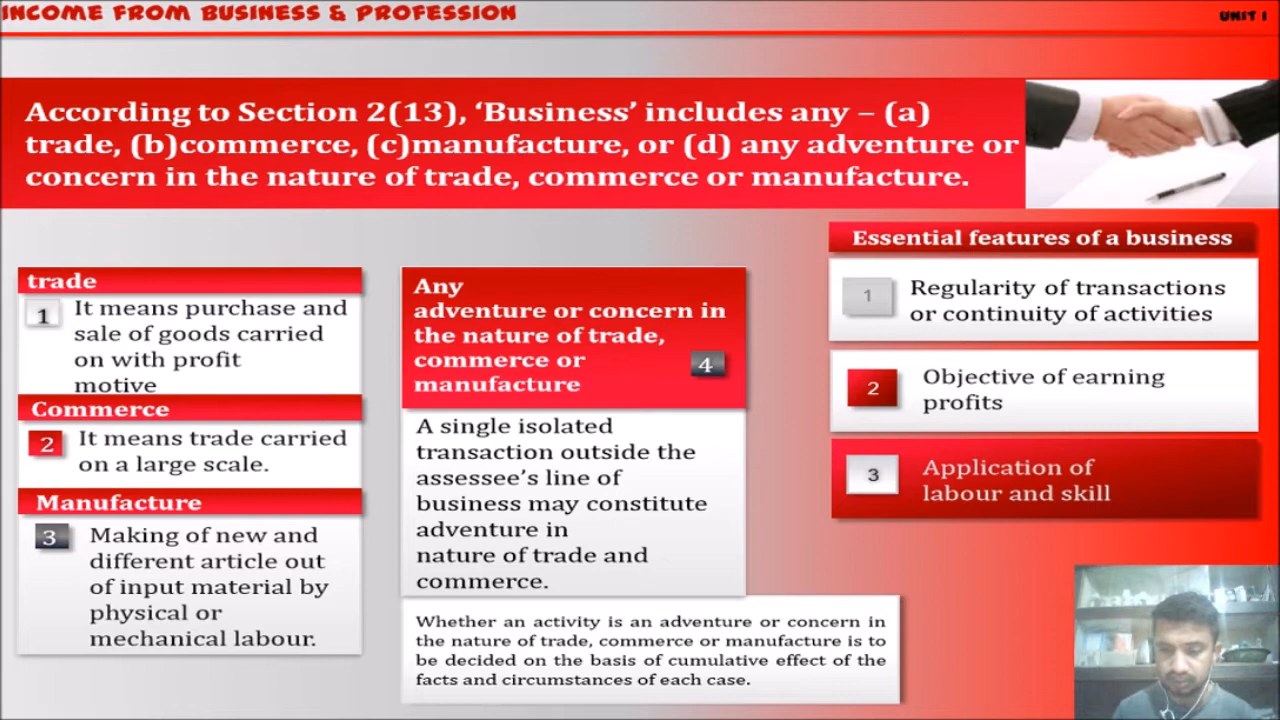 INCOME FROM BUSINESS & PROFESSION
UNIT I
According to Section 2(13), ‘Business’ includes any – (a)
trade, (b)commerce, (c)manufacture, or (d) any adventure or
concern in the nature of trade, commerce or manufacture.
trade
1
It means purchase and
sale of goods carried
on with profit
motive
Commerce
2
It means trade carried
on a large scale.
Manufacture
3
Making of new and
different article out
of input material by
physical or
mechanical labour.
Any
adventure or concern in
the nature of trade,
commerce or
manufacture
4
A single isolated
transaction outside the
assessee’s line of
business may constitute
adventure in
nature of trade and
commerce.
Whether an activity is an adventure or concern in
the nature of trade, commerce or manufacture is to
be decided on the basis of cumulative effect of the
facts and circumstances of each case.
Essential features of a business
1
Regularity of transactions
or continuity of activities
2
Objective of earning
profits
3
Application of
labour and skill